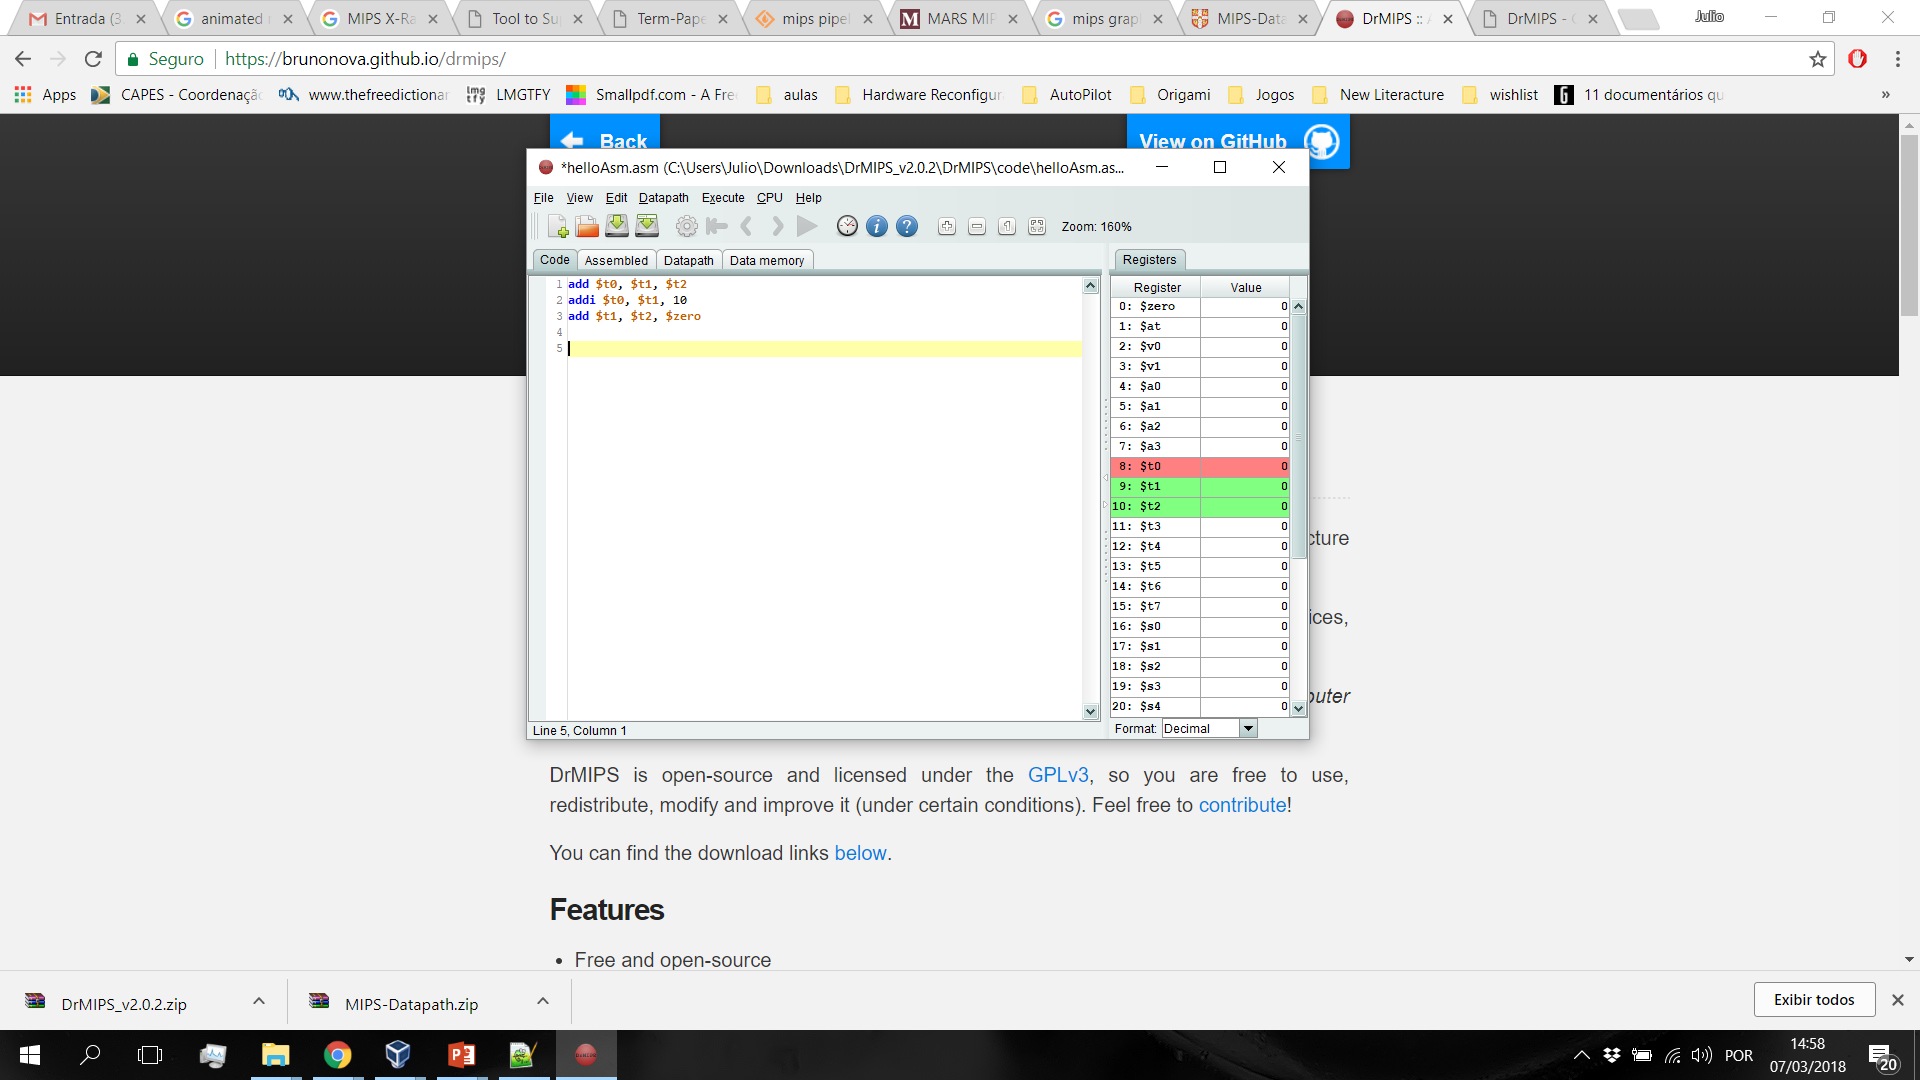 Entrada (3
animated
MIPS X-Ra
Tool to Su
Term-Pape
mips pipel
MARS MIP
mips grap
MIPS-Data
DrMIPS ::
DrMIPS -
Julio
Seguro
https://brunonova.github.io/drmips/
Apps
CAPES - Coordenaçã
www.thefreedictionar
LMGTFY
Smallpdf.com - A Fre
aulas
Hardware Reconfigur
AutoPilot
Origami
Jogos
New Literacture
wishlist
11 documentários qu
»
Back
View on GitHub
*helloAsm.asm (C:\Users\Julio\Downloads\DrMIPS_v2.0.2\DrMIPS\code\helloAsm.as...
File View Edit Datapath Execute CPU Help
Zoom: 160%
Code Assembled Datapath Data memory
Registers
1 add $t0, $t1, $t2
2 addi $t0, $t1, 10
3 add $t1, $t2, $zero
4
5
Register Value
0: $zero 0
1: $at 0
2: $v0 0
3: $v1 0
4: $a0 0
5: $a1 0
6: $a2 0
7: $a3 0
8: $t0 0
9: $t1 0
10: $t2 0
11: $t3 0
12: $t4 0
13: $t5 0
14: $t6 0
15: $t7 0
16: $s0 0
17: $s1 0
18: $s2 0
19: $s3 0
20: $s4 0
Line 5, Column 1
Format: Decimal
cture
ices,
outer
DrMIPS is open-source and licensed under the GPLv3, so you are free to use,
redistribute, modify and improve it (under certain conditions). Feel free to contribute!
You can find the download links below.
Features
• Free and open-source
DrMIPS_v2.0.2.zip
MIPS-Datapath.zip
Exibir todos
POR
14:58
07/03/2018
20